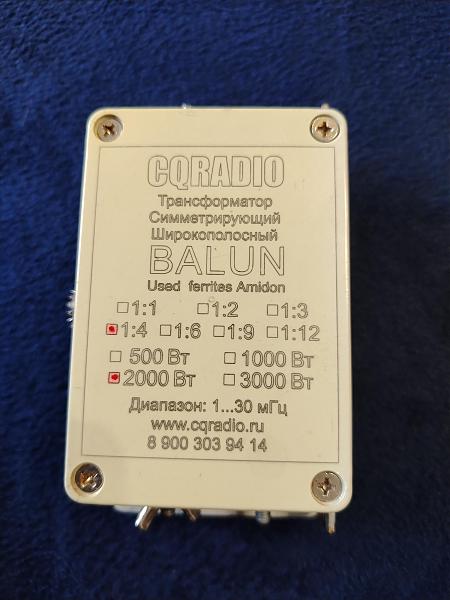 CQRADIO
Трансформатор
Симметрирующий
Широкополосный
BALUN
Used ferrites Amidon
1:1 1:2 1:3
1:4 1:6 1:9 1:12
500 Вт 1000 Вт
2000 Вт 3000 Вт
Диапазон: 1...30 мГц
www.cqradio.ru
8 900 303 94 14